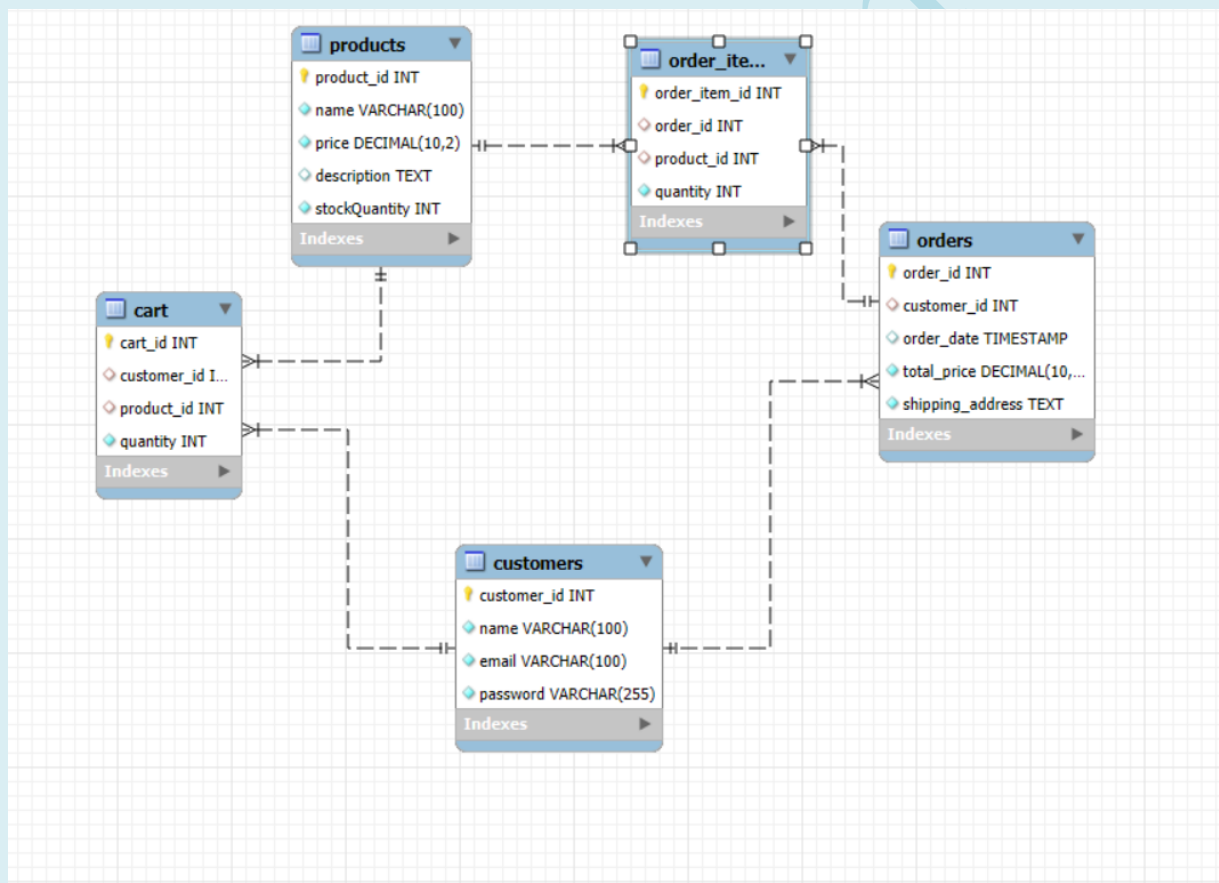 products
product_id INT
name VARCHAR(100)
price DECIMAL(10,2)
description TEXT
stockQuantity INT
Indexes
order_ite...
order_item_id INT
order_id INT
product_id INT
quantity INT
Indexes
orders
order_id INT
customer_id INT
order_date TIMESTAMP
total_price DECIMAL(10,...
shipping_address TEXT
Indexes
cart
cart_id INT
customer_id I...
product_id INT
quantity INT
Indexes
customers
customer_id INT
name VARCHAR(100)
email VARCHAR(100)
password VARCHAR(255)
Indexes